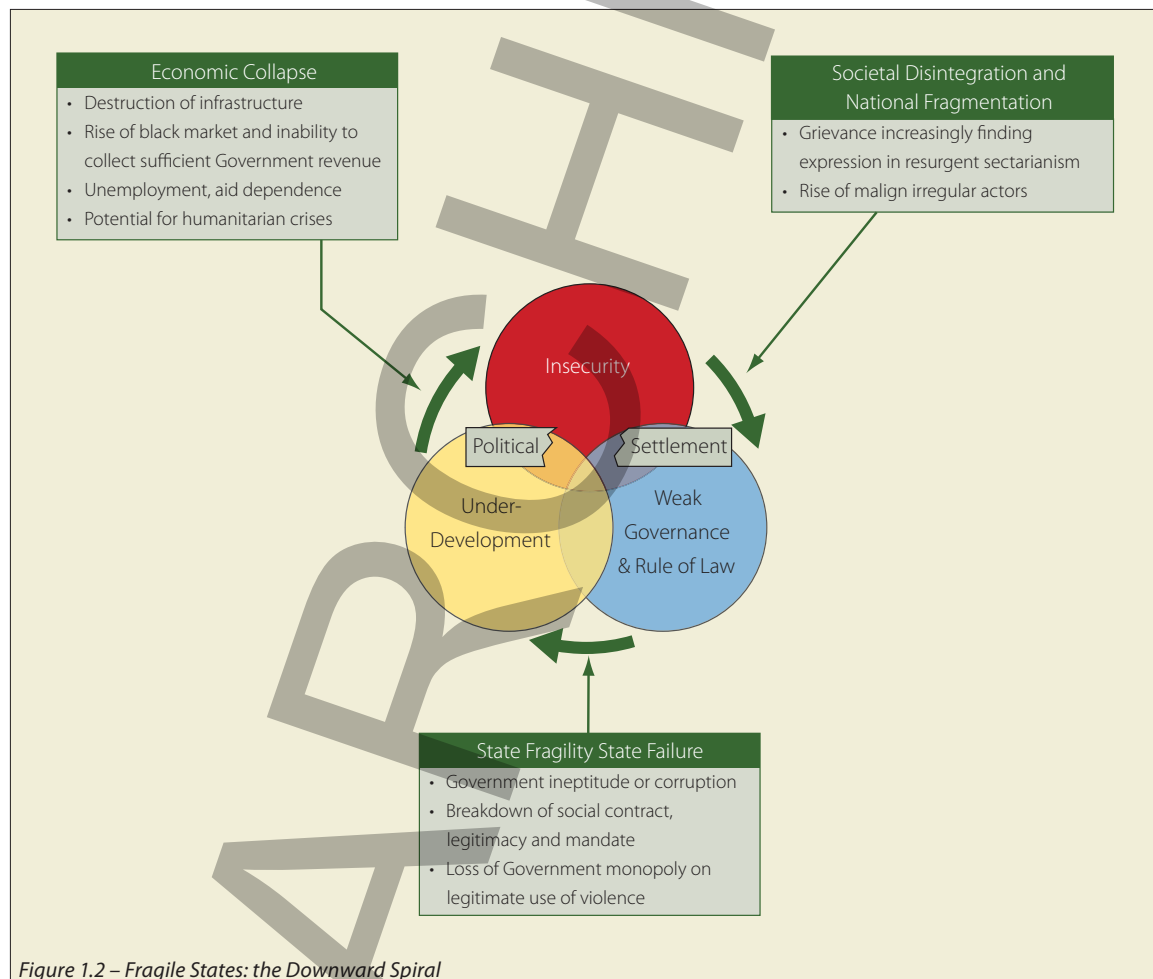 Economic Collapse
• Destruction of infrastructure
• Rise of black market and inability to
collect sufficient Government revenue
• Unemployment, aid dependence
• Potential for humanitarian crises
Societal Disintegration and
National Fragmentation
• Grievance increasingly finding
expression in resurgent sectarianism
• Rise of malign irregular actors
Insecurity
Political
Settlement
Under-
Development
Weak
Governance
& Rule of Law
State Fragility State Failure
• Government ineptitude or corruption
• Breakdown of social contract,
legitimacy and mandate
• Loss of Government monopoly on
legitimate use of violence
Figure 1.2 – Fragile States: the Downward Spiral
ARCHI